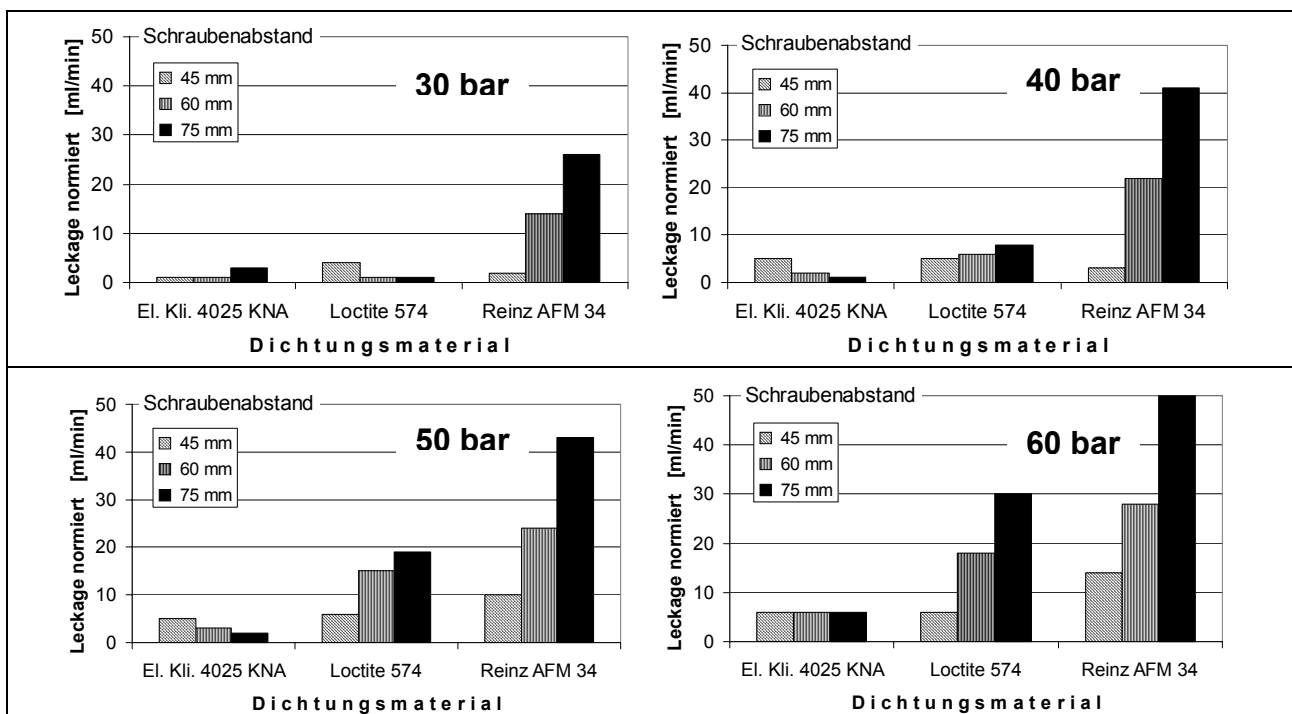 Schraubenabstand
50
40
30
20
10
0
Leckage normiert [ml/min]
45 mm
60 mm
75 mm
30 bar
El. Kli. 4025 KNA
Loctite 574
Reinz AFM 34
Dichtungsmaterial
Schraubenabstand
50
40
30
20
10
0
Leckage normiert [ml/min]
45 mm
60 mm
75 mm
40 bar
El. Kli. 4025 KNA
Loctite 574
Reinz AFM 34
Dichtungsmaterial
Schraubenabstand
50
40
30
20
10
0
Leckage normiert [ml/min]
45 mm
60 mm
75 mm
50 bar
El. Kli. 4025 KNA
Loctite 574
Reinz AFM 34
Dichtungsmaterial
Schraubenabstand
50
40
30
20
10
0
Leckage normiert [ml/min]
45 mm
60 mm
75 mm
60 bar
El. Kli. 4025 KNA
Loctite 574
Reinz AFM 34
Dichtungsmaterial